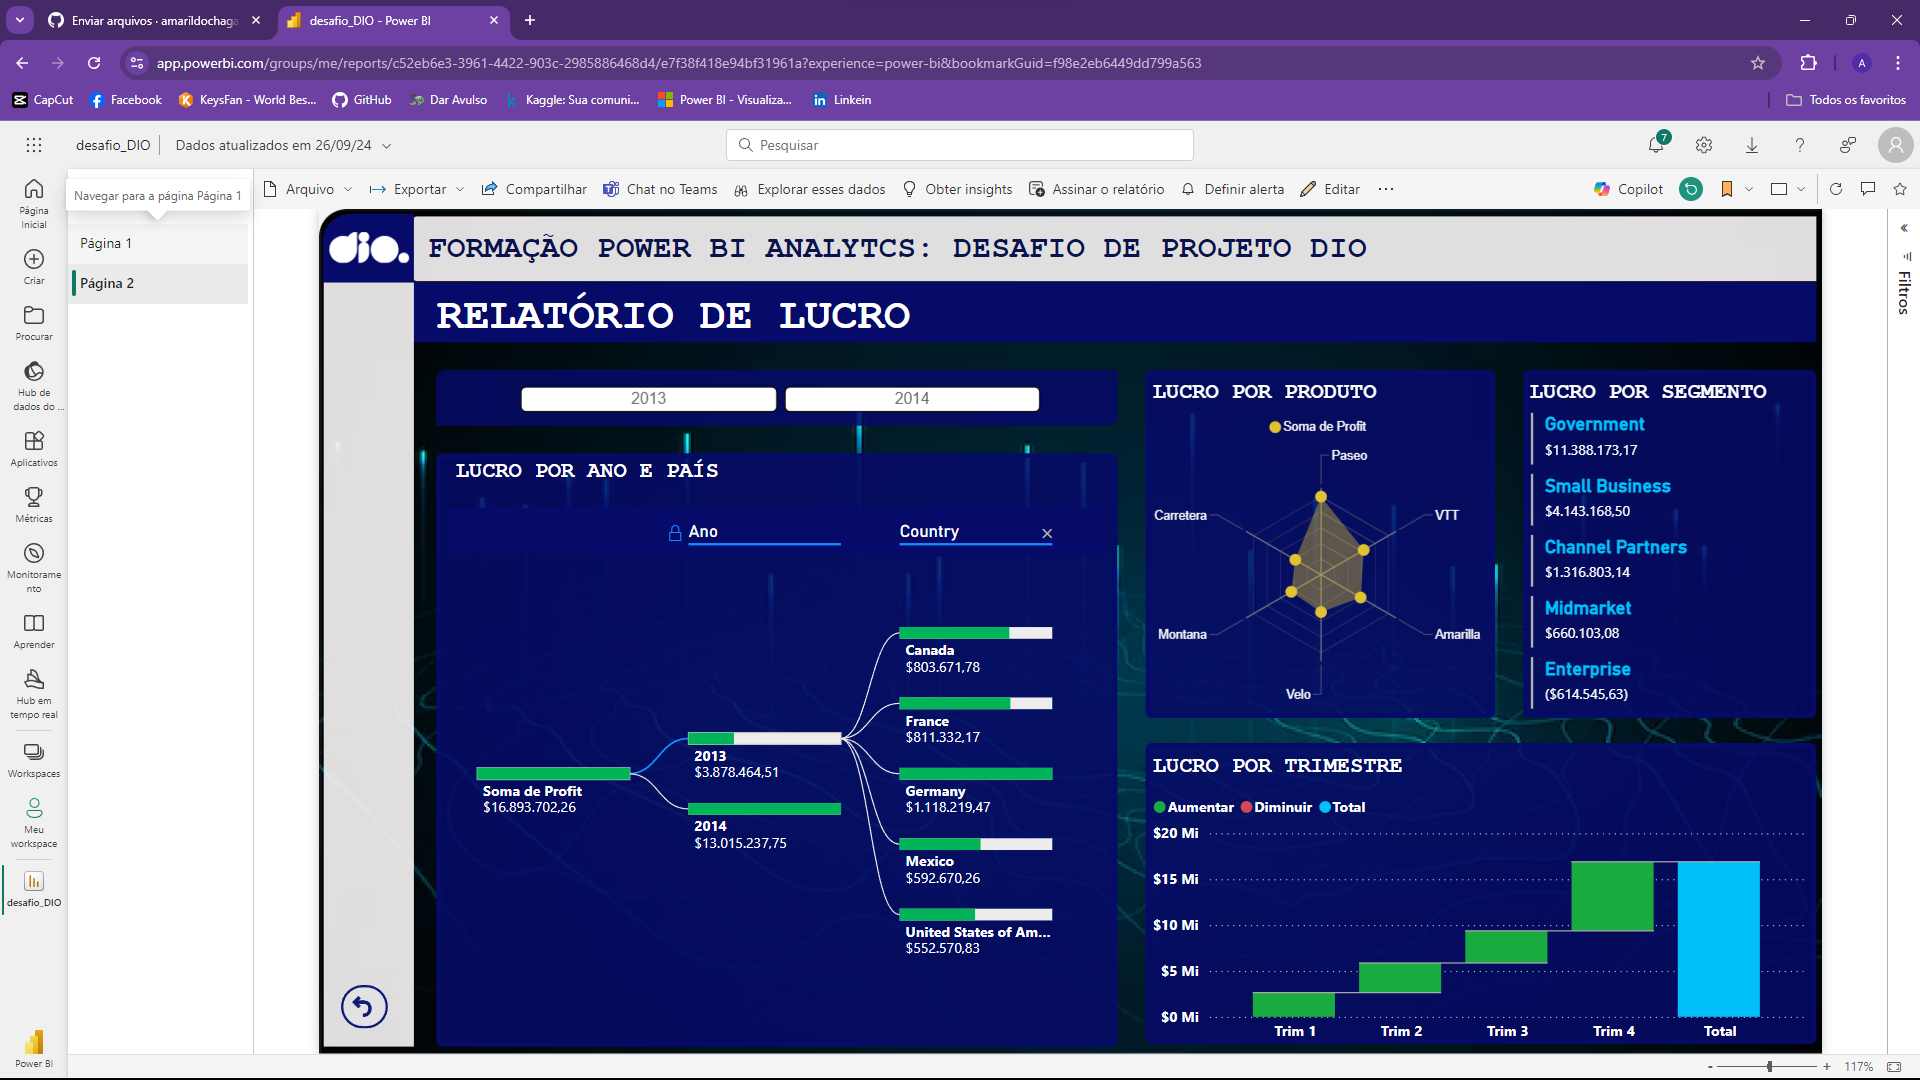 Enviar arquivos · amarildochaga
desafio_DIO - Power BI
app.powerbi.com/groups/me/reports/c52eb6e3-3961-4422-903c-2985886468d4/e7f38f418e94bf31961a?experience=power-bi&bookmarkGuid=f98e2eb6449dd799a563
A
CapCut
Facebook
KeysFan - World Bes...
GitHub
Dar Avulso
Kaggle: Sua comuni...
Power BI - Visualiza...
Linkein
Todos os favoritos
desafio_DIO
Dados atualizados em 26/09/24
Pesquisar
7
Navegar para a página Página 1
Arquivo
Exportar
Compartilhar
Chat no Teams
Explorar esses dados
Obter insights
Assinar o relatório
Definir alerta
Editar
Copilot
Página
Inicial
Criar
Procurar
Hub de
dados do ...
Aplicativos
Métricas
Monitorame
nto
Aprender
Hub em
tempo real
Workspaces
Meu
workspace
desafio_DIO
Power BI
Página 1
Página 2
Filtros
dio.
FORMAÇÃO POWER BI ANALYTCS: DESAFIO DE PROJETO DIO
RELATÓRIO DE LUCRO
2013
2014
LUCRO POR ANO E PAÍS
Ano
Country
Soma de Profit
$16.893.702,26
2013
$3.878.464,51
2014
$13.015.237,75
Canada
$803.671,78
France
$811.332,17
Germany
$1.118.219,47
Mexico
$592.670,26
United States of Am...
$552.570,83
LUCRO POR PRODUTO
Soma de Profit
Paseo
Carretera
VTT
Montana
Amarilla
Velo
LUCRO POR SEGMENTO
Government
$11.388.173,17
Small Business
$4.143.168,50
Channel Partners
$1.316.803,14
Midmarket
$660.103,08
Enterprise
($614.545,63)
LUCRO POR TRIMESTRE
Aumentar
Diminuir
Total
$20 Mi
$15 Mi
$10 Mi
$5 Mi
$0 Mi
Trim 1
Trim 2
Trim 3
Trim 4
Total
- + 117%